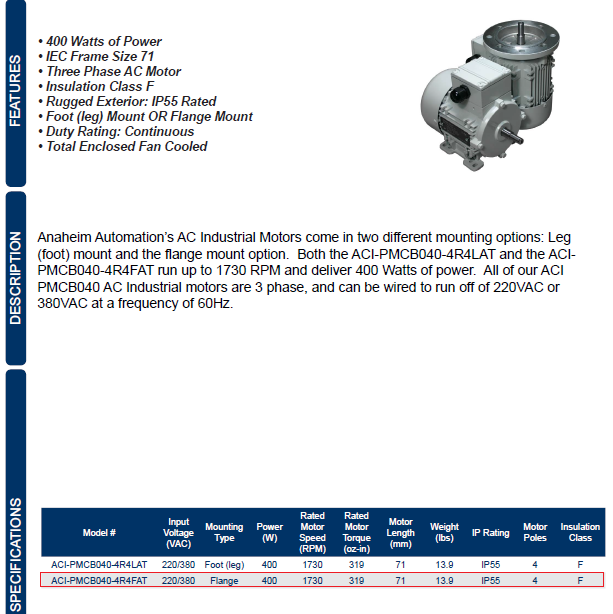 FEATURES
• 400 Watts of Power
• IEC Frame Size 71
• Three Phase AC Motor
• Insulation Class F
• Rugged Exterior: IP55 Rated
• Foot (leg) Mount OR Flange Mount
• Duty Rating: Continuous
• Total Enclosed Fan Cooled
DESCRIPTION
Anaheim Automation's AC Industrial Motors come in two different mounting options: Leg
(foot) mount and the flange mount option.  Both the ACI-PMCB040-4R4LAT and the ACI-
PMCB040-4R4FAT run up to 1730 RPM and deliver 400 Watts of power.  All of our ACI
PMCB040 AC Industrial motors are 3 phase, and can be wired to run off of 220VAC or
380VAC at a frequency of 60Hz.
SPECIFICATIONS
Model # Input Voltage (VAC) Mounting Type Power (W) Rated Motor Speed (RPM) Rated Motor Torque (oz-in) Motor Length (mm) Weight (lbs) IP Rating Motor Poles Insulation Class
ACI-PMCB040-4R4LAT 220/380 Foot (leg) 400 1730 319 71 13.9 IP55 4 F
ACI-PMCB040-4R4FAT 220/380 Flange 400 1730 319 71 13.9 IP55 4 F